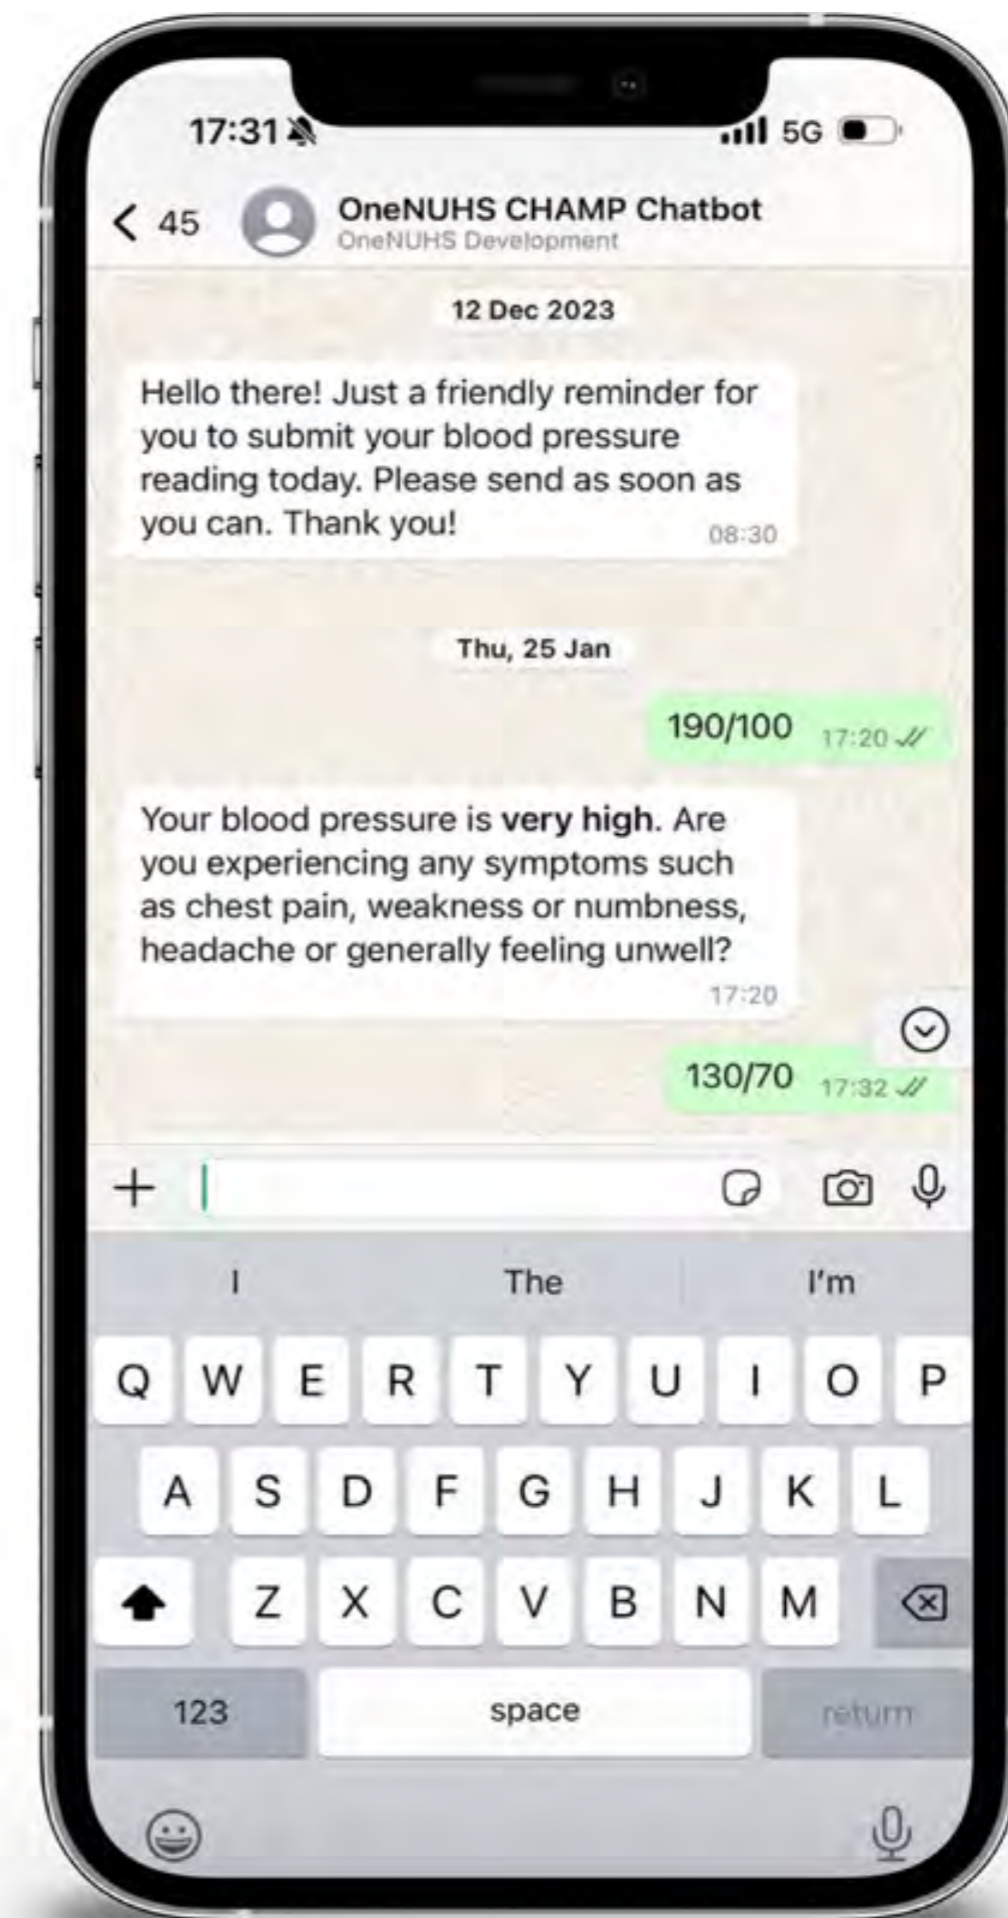 17:31
5G
45
OneNUHS CHAMP Chatbot
OneNUHS Development
12 Dec 2023
Hello there! Just a friendly reminder for
you to submit your blood pressure
reading today. Please send as soon as
you can. Thank you!
08:30
Thu, 25 Jan
190/100 17:20
Your blood pressure is very high. Are
you experiencing any symptoms such
as chest pain, weakness or numbness,
headache or generally feeling unwell?
17:20
130/70 17:32
I The I'm
Q W E R T Y U I O P
A S D F G H J K L
Z X C V B N M
123 space return